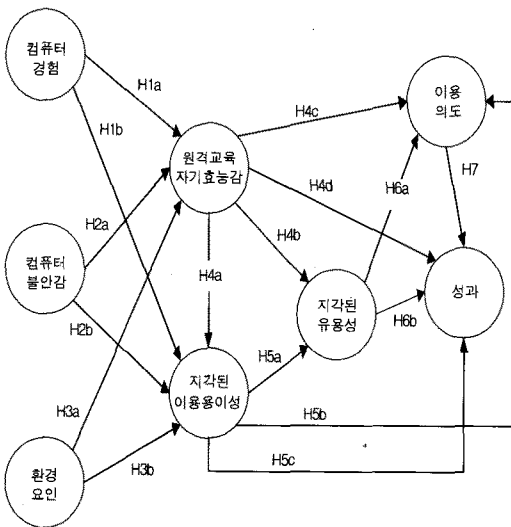 컴퓨터
경험
H1a
H1b
이용
의도
H4c
원격교육
자기효능감
H7
H4d
H6a
H2a
H4b
컴퓨터
불안감
H4a
성과
지각된
유용성
H2b
H6b
H5a
지각된
이용용이성
H3a
H5b
H3b
H5c
환경
요인